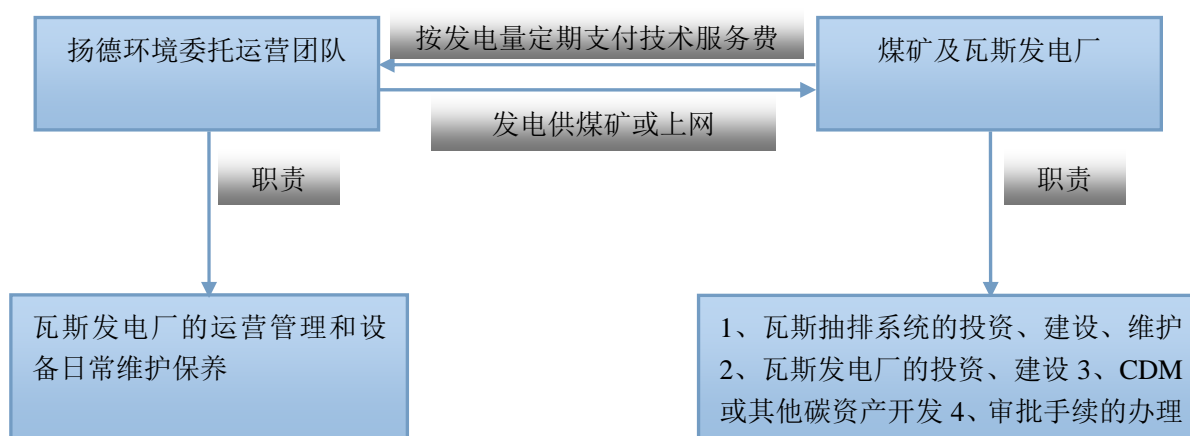 扬德环境委托运营团队
按发电量定期支付技术服务费
煤矿及瓦斯发电厂
发电供煤矿或上网
职责
职责
瓦斯发电厂的运营管理和设
备日常维护保养
1、瓦斯抽排系统的投资、建设、维护
2、瓦斯发电厂的投资、建设 3、CDM
或其他碳资产开发 4、审批手续的办理